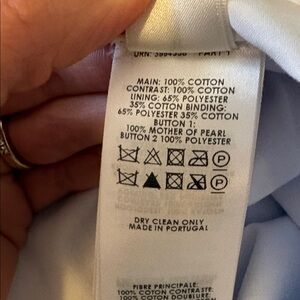 PART 1
MAIN: 100% COTTON
CONTRAST: 100% COTTON
LINING: 65% POLYESTER
35% COTTON BINDING:
65% POLYESTER 35% COTTON
BUTTON 1:
100% MOTHER OF PEARL
BUTTON 2 100% POLYESTER
P
P
DRY CLEAN ONLY
MADE IN PORTUGAL
FIBRE PRINCIPALE:
100% COTON CONTRASTE:
100% COTON DOUBLURE: